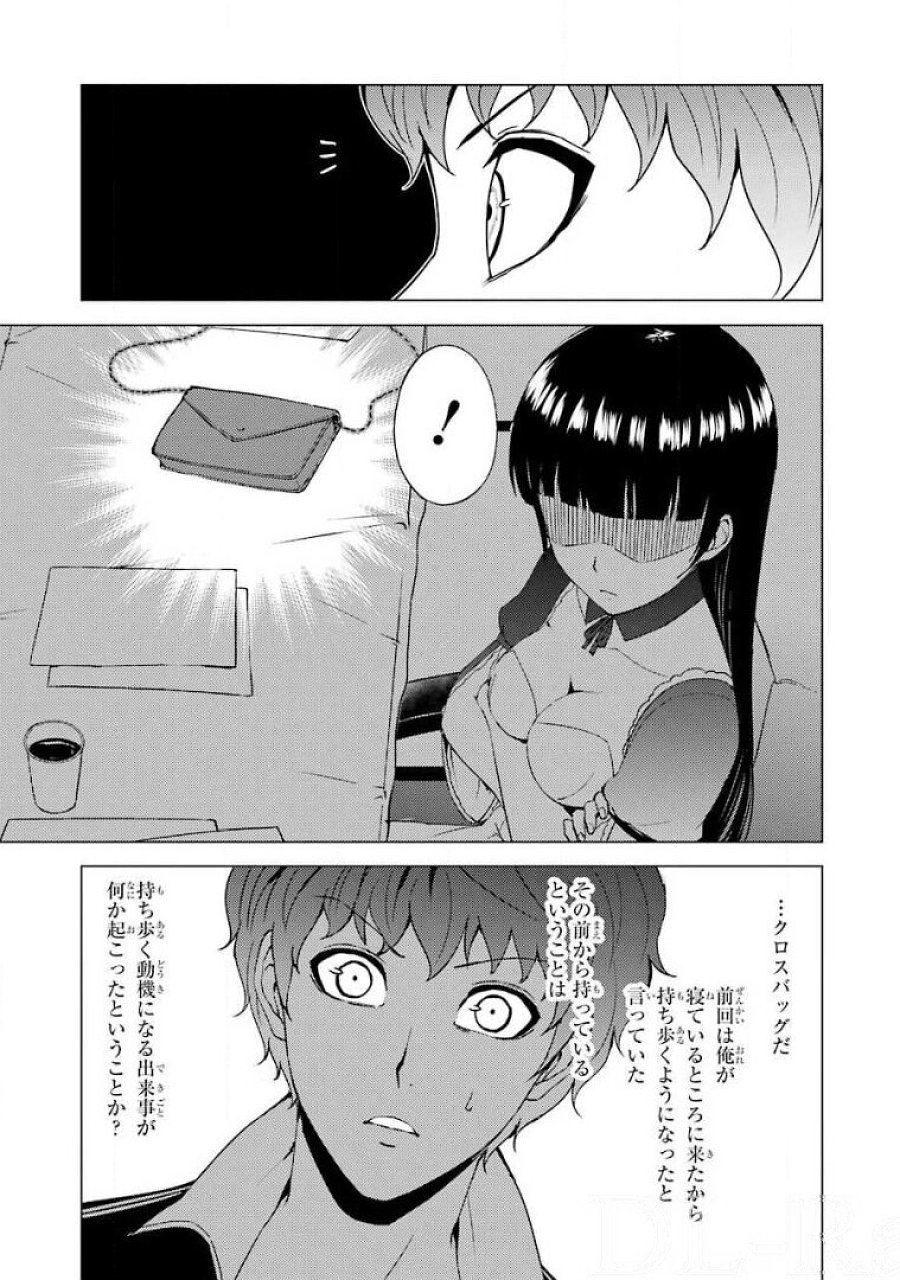 ！
…クロスバッグだ
前回は俺が
寝ているところに来たから
持ち歩くようになったと
言っていた
その前から持っている
ということは
持ち歩く動機になる出来事が
何か起こったということか？